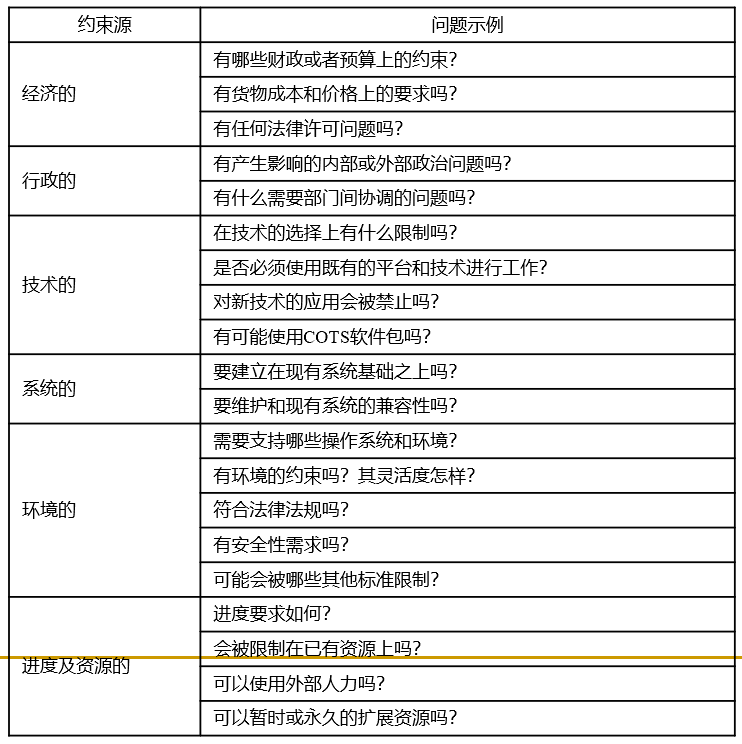 约束源
问题示例
经济的
有哪些财政或者预算上的约束？
有货物成本和价格上的要求吗？
有任何法律许可问题吗？
行政的
有产生影响的内部或外部政治问题吗？
有什么需要部门间协调的问题吗？
技术的
在技术的选择上有什么限制吗？
是否必须使用既有的平台和技术进行工作？
对新技术的应用会被禁止吗？
有可能使用COTS软件包吗？
系统的
要建立在现有系统基础之上吗？
要维护和现有系统的兼容性吗？
环境的
需要支持哪些操作系统和环境？
有环境的约束吗？其灵活度怎样？
符合法律法规吗？
有安全性需求吗？
可能会被哪些其他标准限制？
进度及资源的
进度要求如何？
会被限制在已有资源上吗？
可以使用外部人力吗？
可以暂时或永久的扩展资源吗？